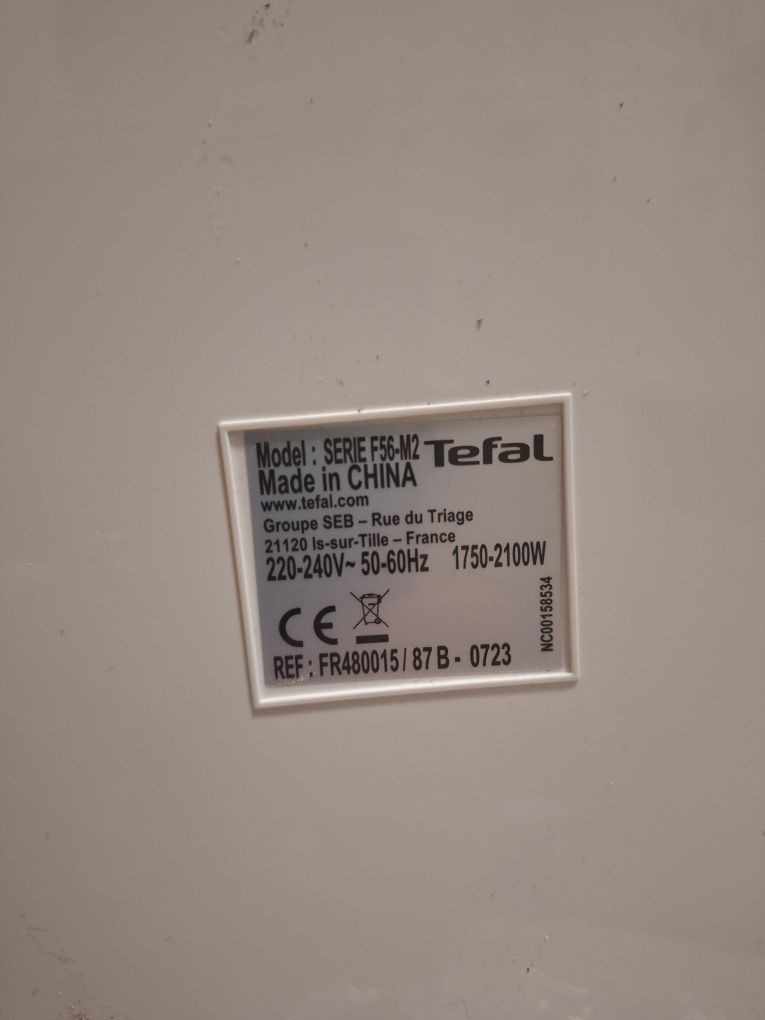 Model : SERIE F56-M2 Tefal
Made in CHINA
www.tefal.com
Groupe SEB – Rue du Triage
21120 Is-sur-Tille – France
220-240V~ 50-60Hz 1750-2100W
NC00158534
CE
REF : FR480015 / 87 B - 0723